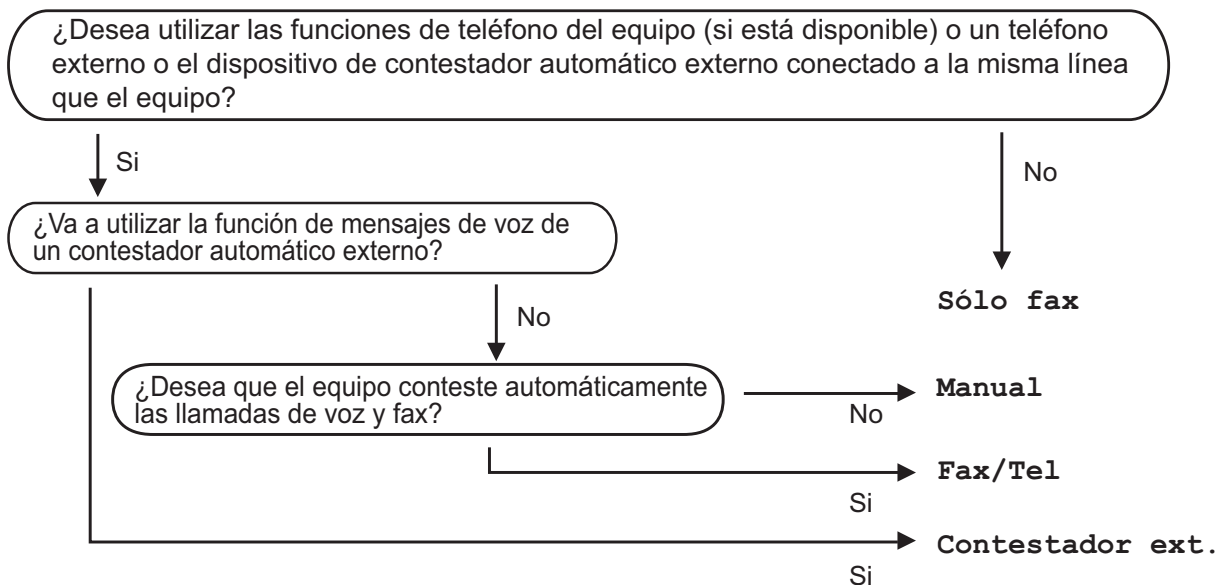 ¿Desea utilizar las funciones de teléfono del equipo (si está disponible) o un teléfono
externo o el dispositivo de contestador automático externo conectado a la misma línea
que el equipo?
Si
No
¿Va a utilizar la función de mensajes de voz de
un contestador automático externo?
Sólo fax
No
¿Desea que el equipo conteste automáticamente
las llamadas de voz y fax?
Manual
No
Fax/Tel
Si
Contestador ext.
Si